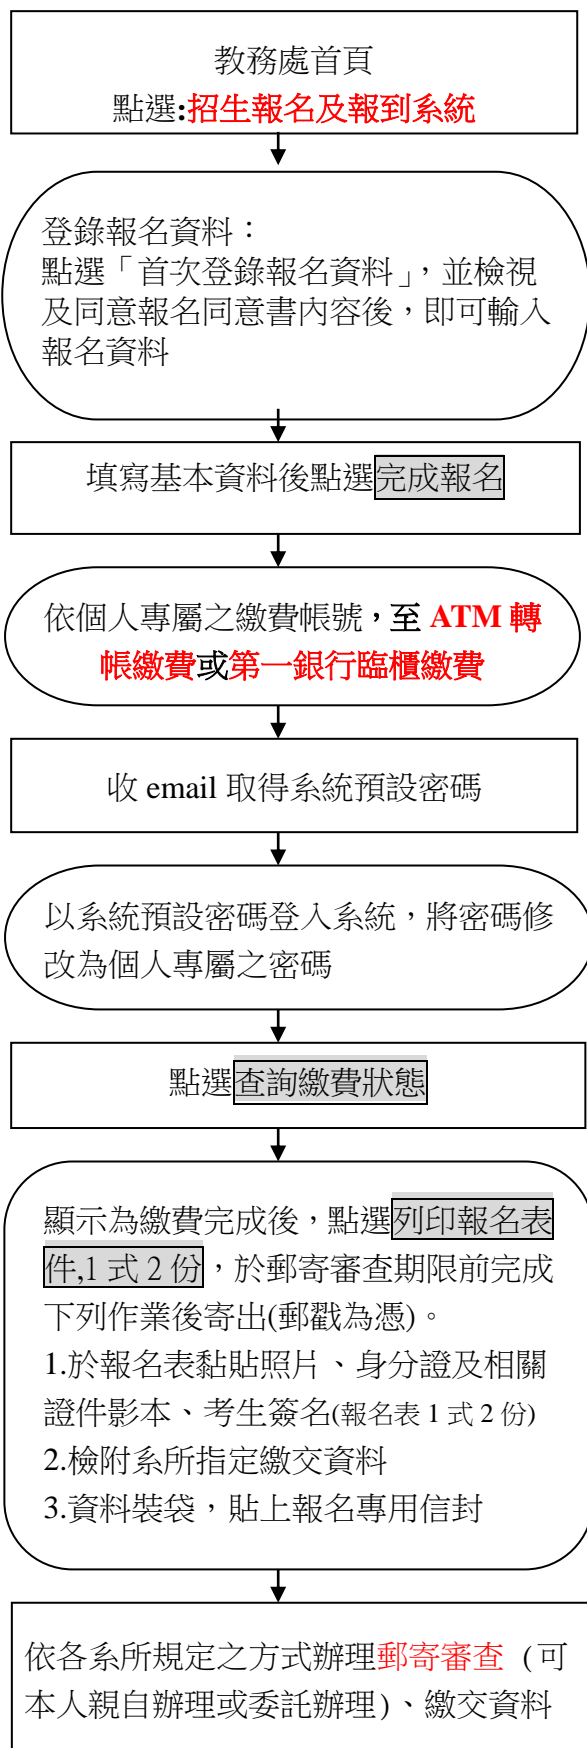 教務處首頁
點選:招生報名及報到系統
登錄報名資料：
點選「首次登錄報名資料」，並檢視
及同意報名同意書內容後，即可輸入
報名資料
填寫基本資料後點選完成報名
依個人專屬之繳費帳號，至 ATM 轉
帳繳費或第一銀行臨櫃繳費
收 email 取得系統預設密碼
以系統預設密碼登入系統，將密碼修
改為個人專屬之密碼
點選查詢繳費狀態
顯示為繳費完成後，點選列印報名表
件,1 式 2 份，於郵寄審查期限前完成
下列作業後寄出(郵戳為憑)。
1.於報名表黏貼照片、身分證及相關
證件影本、考生簽名(報名表 1 式 2 份)
2.檢附系所指定繳交資料
3.資料裝袋，貼上報名專用信封
依各系所規定之方式辦理郵寄審查 (可
本人親自辦理或委託辦理)、繳交資料